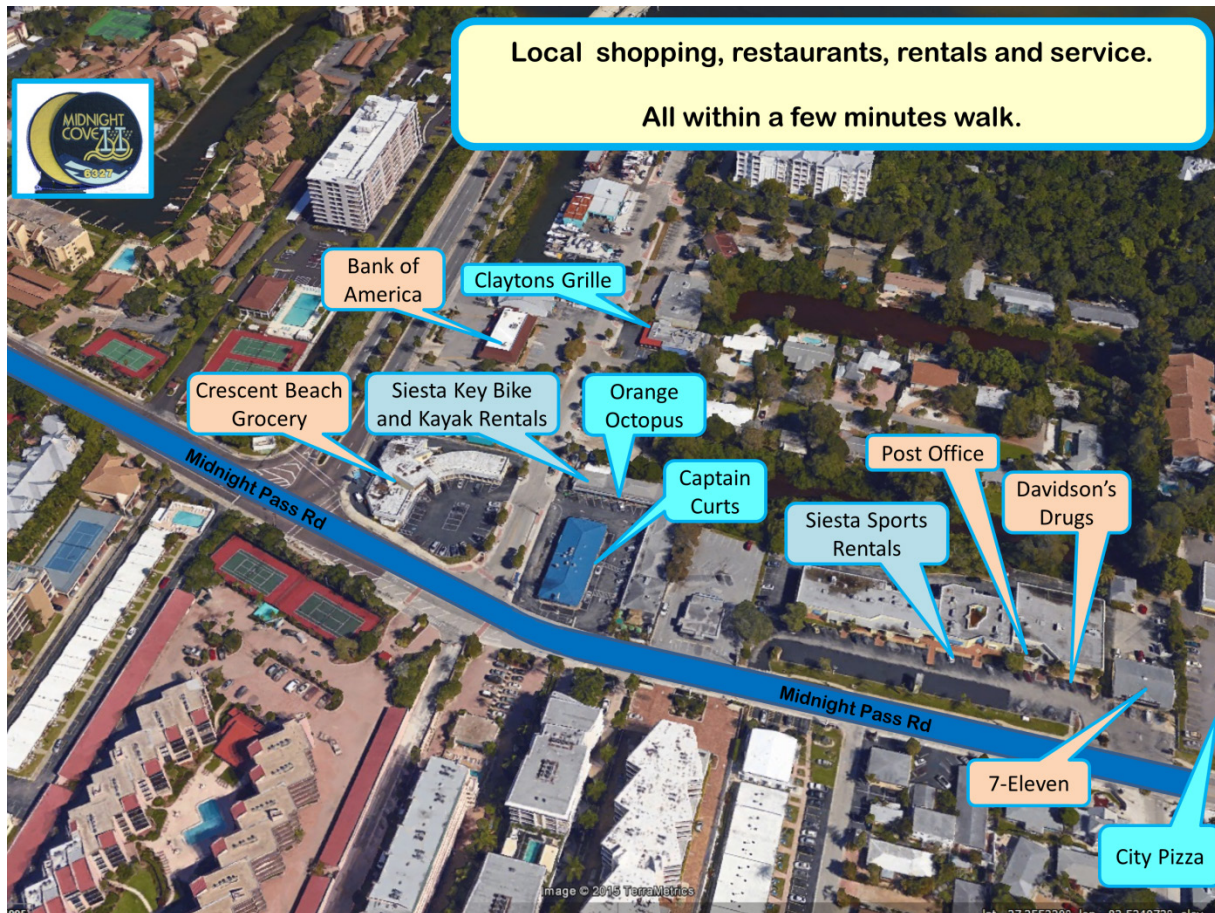 Local shopping, restaurants, rentals and service.
All within a few minutes walk.
MIDNIGHT
COVE II
6327
Bank of
America
Claytons Grille
Crescent Beach
Grocery
Siesta Key Bike
and Kayak Rentals
Orange
Octopus
Captain
Curts
Post Office
Davidson's
Drugs
Siesta Sports
Rentals
Midnight Pass Rd
Midnight Pass Rd
7-Eleven
City Pizza
Image © 2015 TerraMetrics